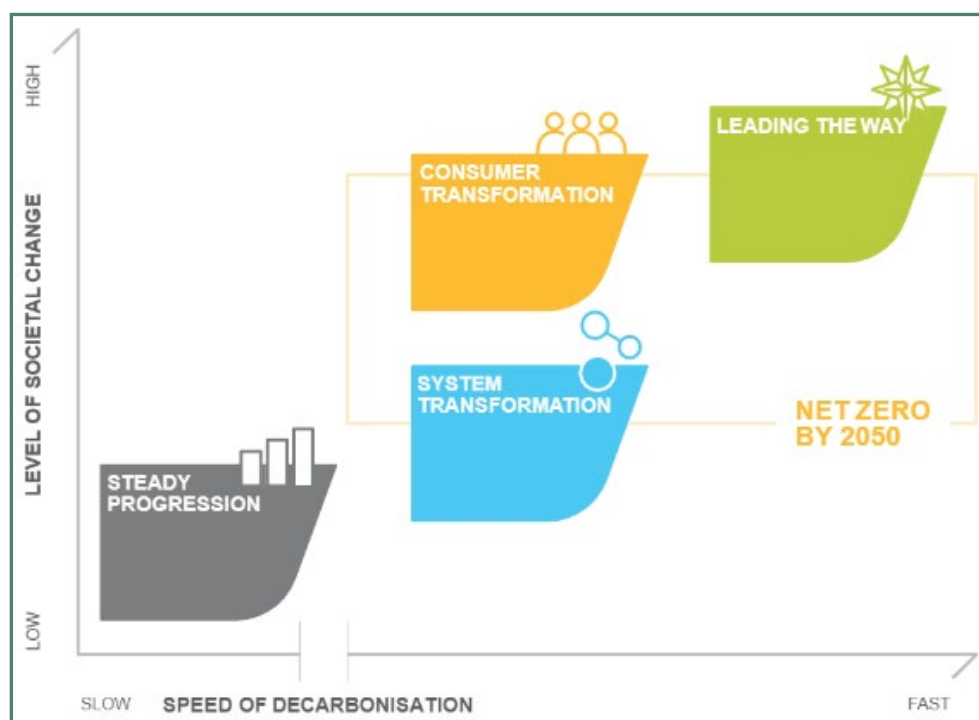 HIGH
LEVEL OF SOCIETAL CHANGE
LOW
LEADING THE WAY
CONSUMER
TRANSFORMATION
SYSTEM
TRANSFORMATION
NET ZERO
BY 2050
STEADY
PROGRESSION
SLOW
SPEED OF DECARBONISATION
FAST